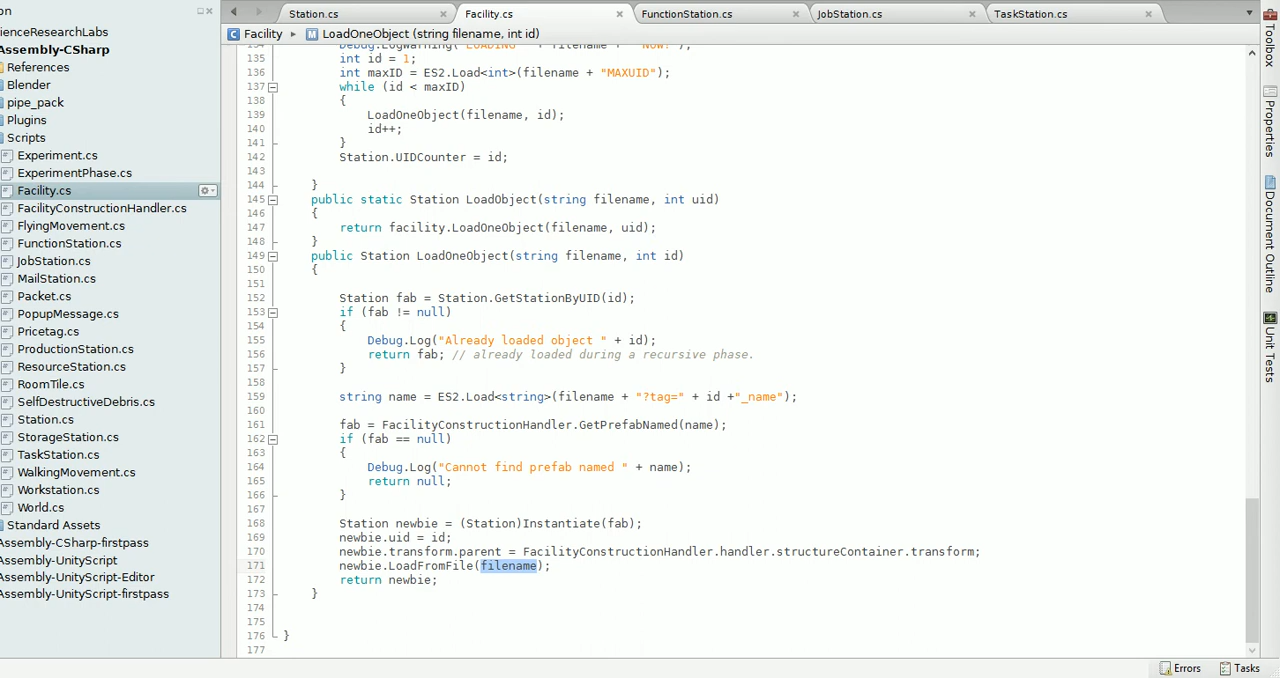 on
Station.cs
Facility.cs
FunctionStation.cs
JobStation.cs
TaskStation.cs
Facility ▸ M LoadOneObject (string filename, int id)
ienceResearchLabs
Assembly-CSharp
References
Blender
pipe_pack
Plugins
Scripts
Experiment.cs
ExperimentPhase.cs
Facility.cs
FacilityConstructionHandler.cs
FlyingMovement.cs
FunctionStation.cs
JobStation.cs
MailStation.cs
Packet.cs
PopupMessage.cs
Pricetag.cs
ProductionStation.cs
ResourceStation.cs
RoomTile.cs
SelfDestructiveDebris.cs
Station.cs
StorageStation.cs
TaskStation.cs
WalkingMovement.cs
Workstation.cs
World.cs
Standard Assets
Assembly-CSharp-firstpass
Assembly-UnityScript
Assembly-UnityScript-Editor
Assembly-UnityScript-firstpass
134 Debug.LogWarning("LOADING " + filename + " NOW!");
135 int id = 1;
136 int maxID = ES2.Load<int>(filename + "MAXUID");
137 while (id < maxID)
138 {
139 LoadOneObject(filename, id);
140 id++;
141 }
142 Station.UIDCounter = id;
143
144 }
145 public static Station LoadObject(string filename, int uid)
146 {
147 return facility.LoadOneObject(filename, uid);
148 }
149 public Station LoadOneObject(string filename, int id)
150 {
151
152 Station fab = Station.GetStationByUID(id);
153 if (fab != null)
154 {
155 Debug.Log("Already loaded object " + id);
156 return fab; // already loaded during a recursive phase.
157 }
158
159 string name = ES2.Load<string>(filename + "?tag=" + id +"_name");
160
161 fab = FacilityConstructionHandler.GetPrefabNamed(name);
162 if (fab == null)
163 {
164 Debug.Log("Cannot find prefab named " + name);
165 return null;
166 }
167
168 Station newbie = (Station)Instantiate(fab);
169 newbie.uid = id;
170 newbie.transform.parent = FacilityConstructionHandler.handler.structureContainer.transform;
171 newbie.LoadFromFile(filename);
172 return newbie;
173 }
174
175
176 }
177
Toolbox
Properties
Document Outline
Unit Tests
Errors
Tasks